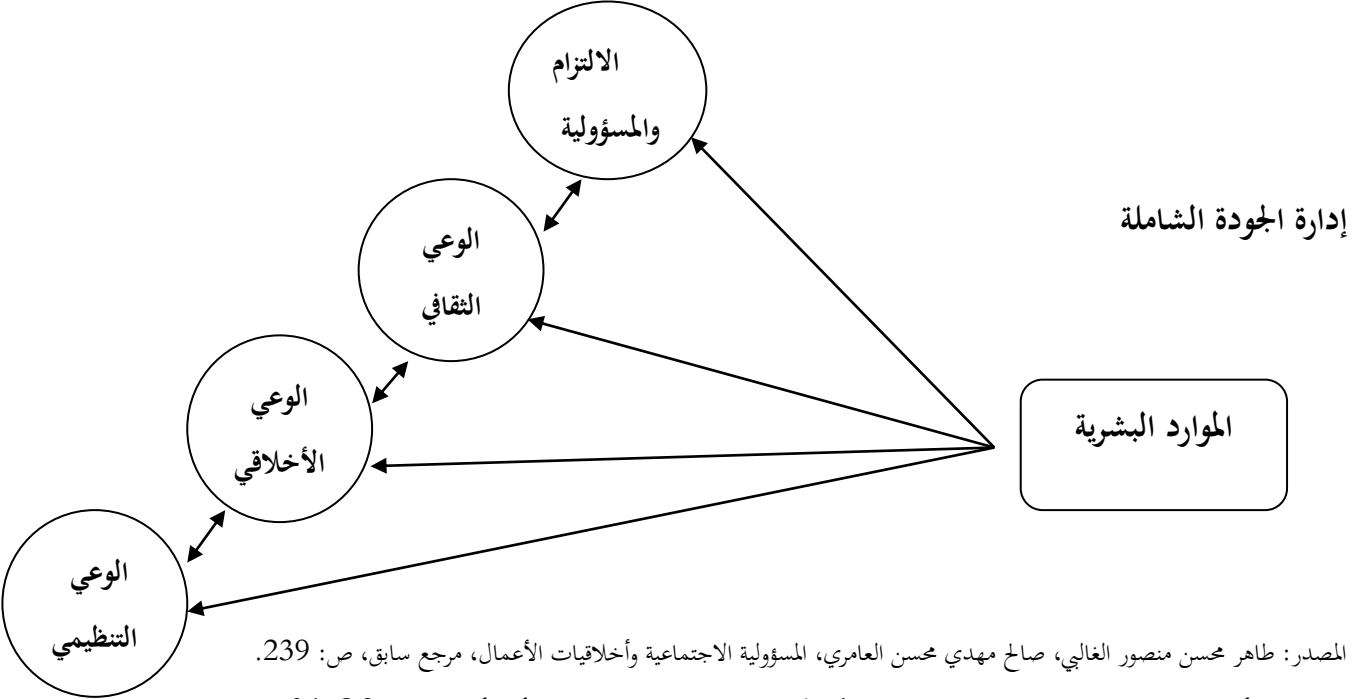 الالتزام
والمسؤولية
إدارة الجودة الشاملة
الوعي
الثقافي
الموارد البشرية
الوعي
الأخلاقي
الوعي
التنظيمي
المصدر: طاهر محسن منصور الغالبي، صالح مهدي محسن العامري، المسؤولية الاجتماعية وأخلاقيات الأعمال، مرجع سابق، ص: 239.